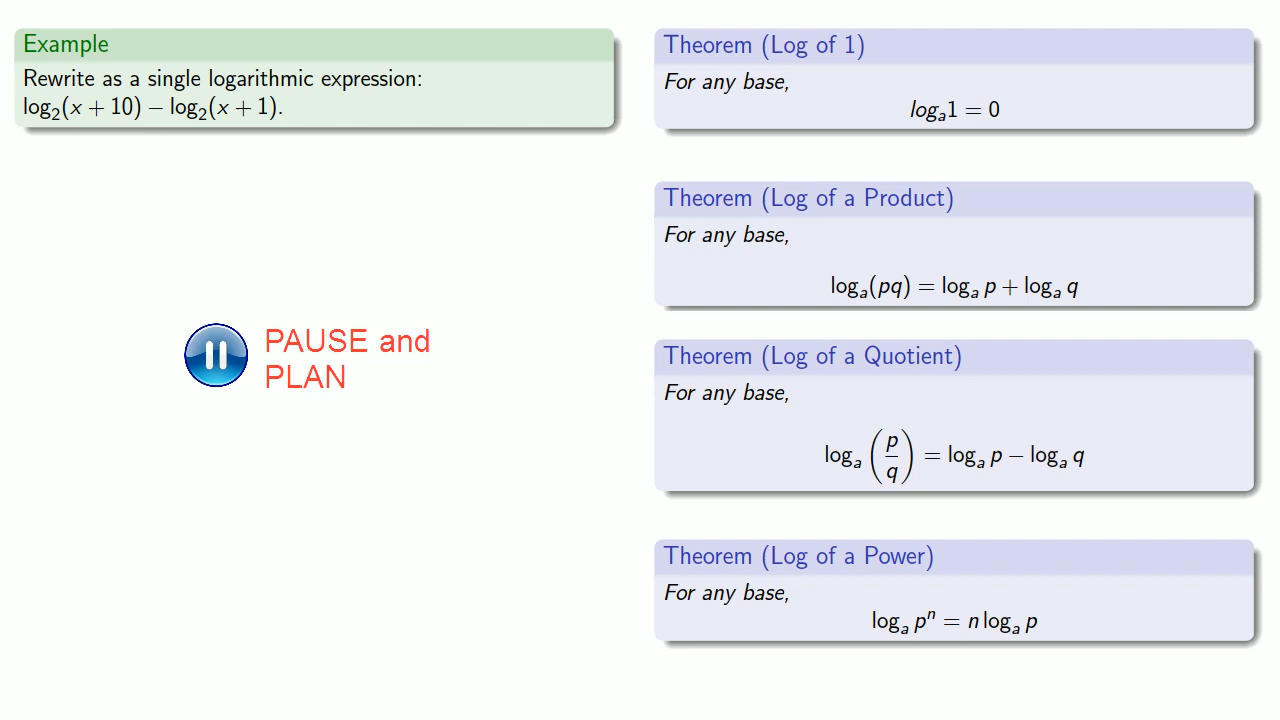 Example
Rewrite as a single logarithmic expression:
log₂(x + 10) − log₂(x + 1).
PAUSE and
PLAN
Theorem (Log of 1)
For any base,
logₐ1 = 0
Theorem (Log of a Product)
For any base,
logₐ(pq) = logₐ p + logₐ q
Theorem (Log of a Quotient)
For any base,
logₐ (p/q) = logₐ p − logₐ q
Theorem (Log of a Power)
For any base,
logₐ pⁿ = n logₐ p